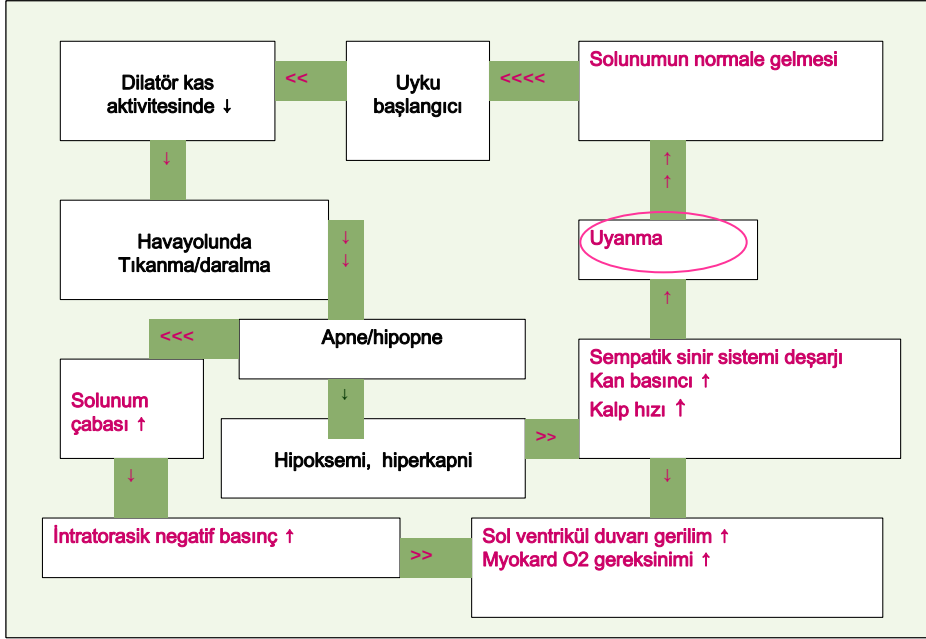 Dilatör kas
aktivitesinde ↓
<<
Uyku
başlangıcı
<<<<
Solunumun normale gelmesi
↓
↑
↑
Havayolunda
Tıkanma/daralma
↓
↓
Uyanma
↑
<<<
Apne/hipopne
Sempatik sinir sistemi deşarjı
Kan basıncı ↑
Kalp hızı ↑
Solunum
çabası ↑
↓
Hipoksemi, hiperkapni
>>
↓
↓
İntratorasik negatif basınç ↑
>>
Sol ventrikül duvarı gerilim ↑
Myokard O2 gereksinimi ↑